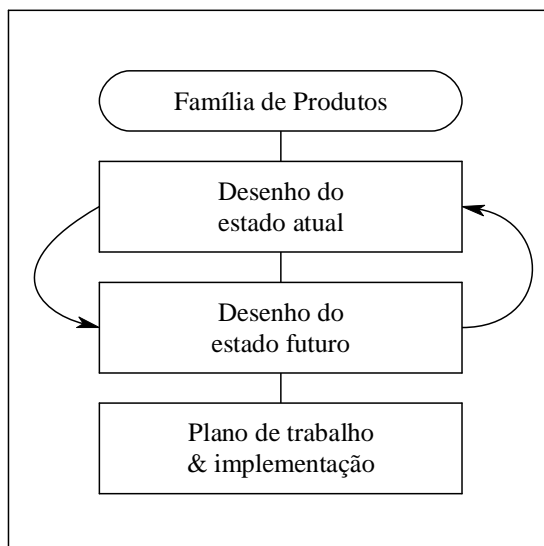 Família de Produtos
Desenho do
estado atual
Desenho do
estado futuro
Plano de trabalho
& implementação